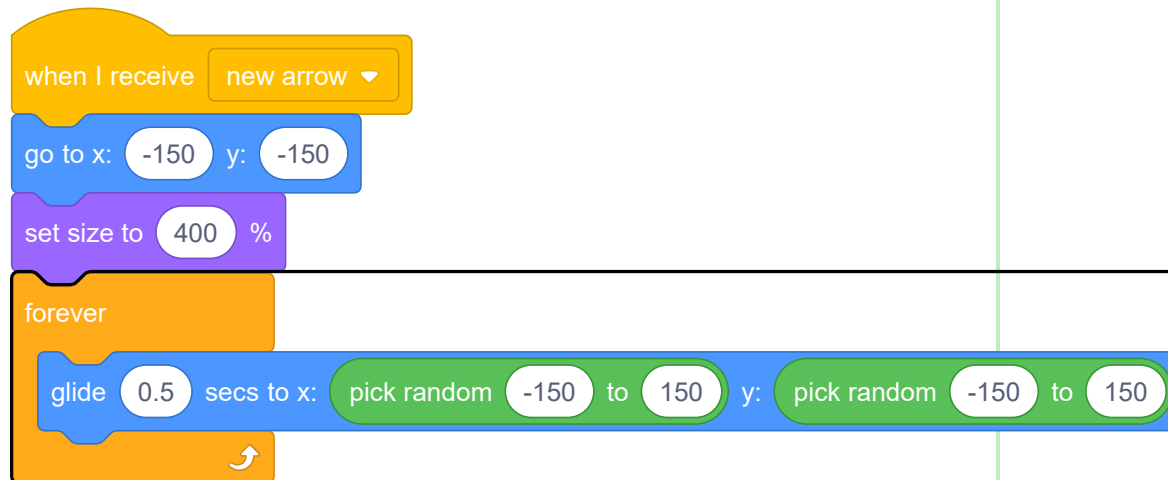 when I receive new arrow
go to x: -150 y: -150
set size to 400 %
forever
glide 0.5 secs to x: pick random -150 to 150 y: pick random -150 to 150